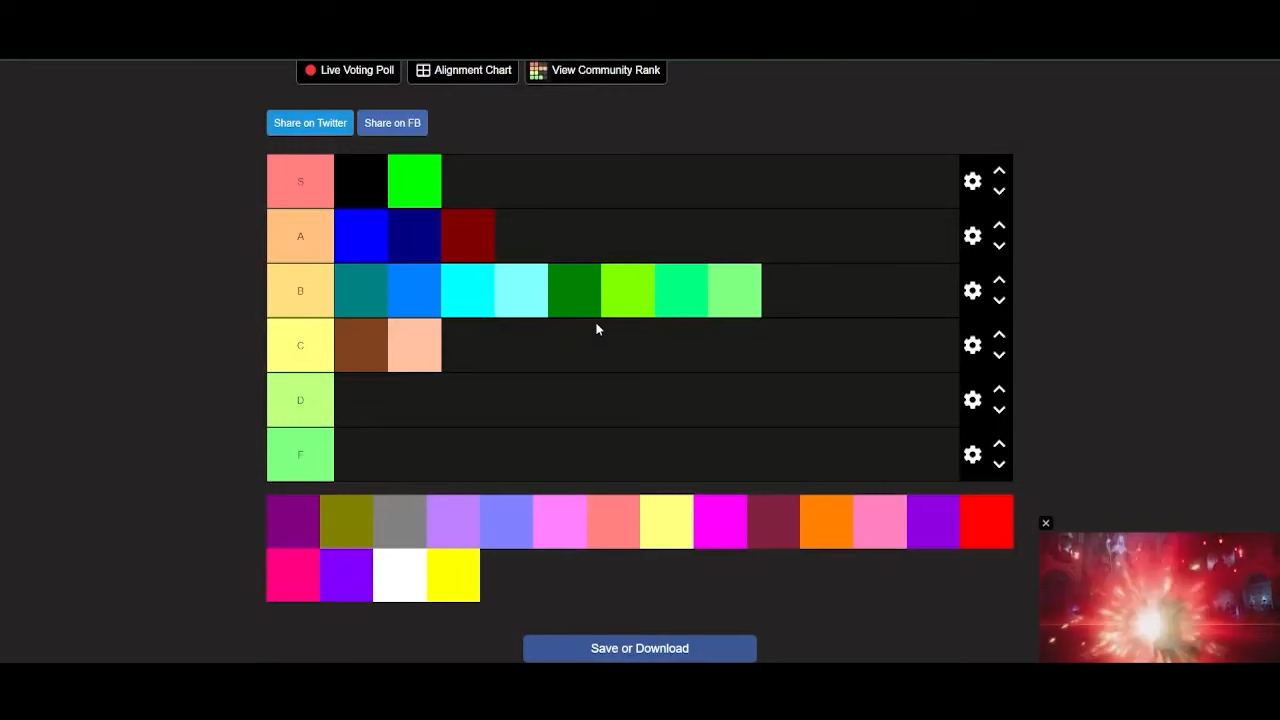 Live Voting Poll
Alignment Chart
View Community Rank
Share on Twitter
Share on FB
S
A
B
C
D
F
Save or Download